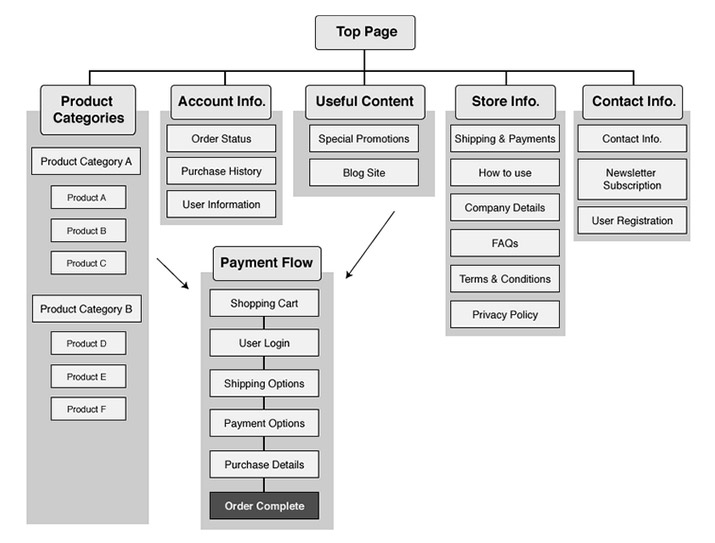 Top Page
Product
Categories
Product Category A
Product A
Product B
Product C
Product Category B
Product D
Product E
Product F
Account Info.
Order Status
Purchase History
User Information
Useful Content
Special Promotions
Blog Site
Store Info.
Shipping & Payments
How to use
Company Details
FAQs
Terms & Conditions
Privacy Policy
Contact Info.
Contact Info.
Newsletter
Subscription
User Registration
Payment Flow
Shopping Cart
User Login
Shipping Options
Payment Options
Purchase Details
Order Complete